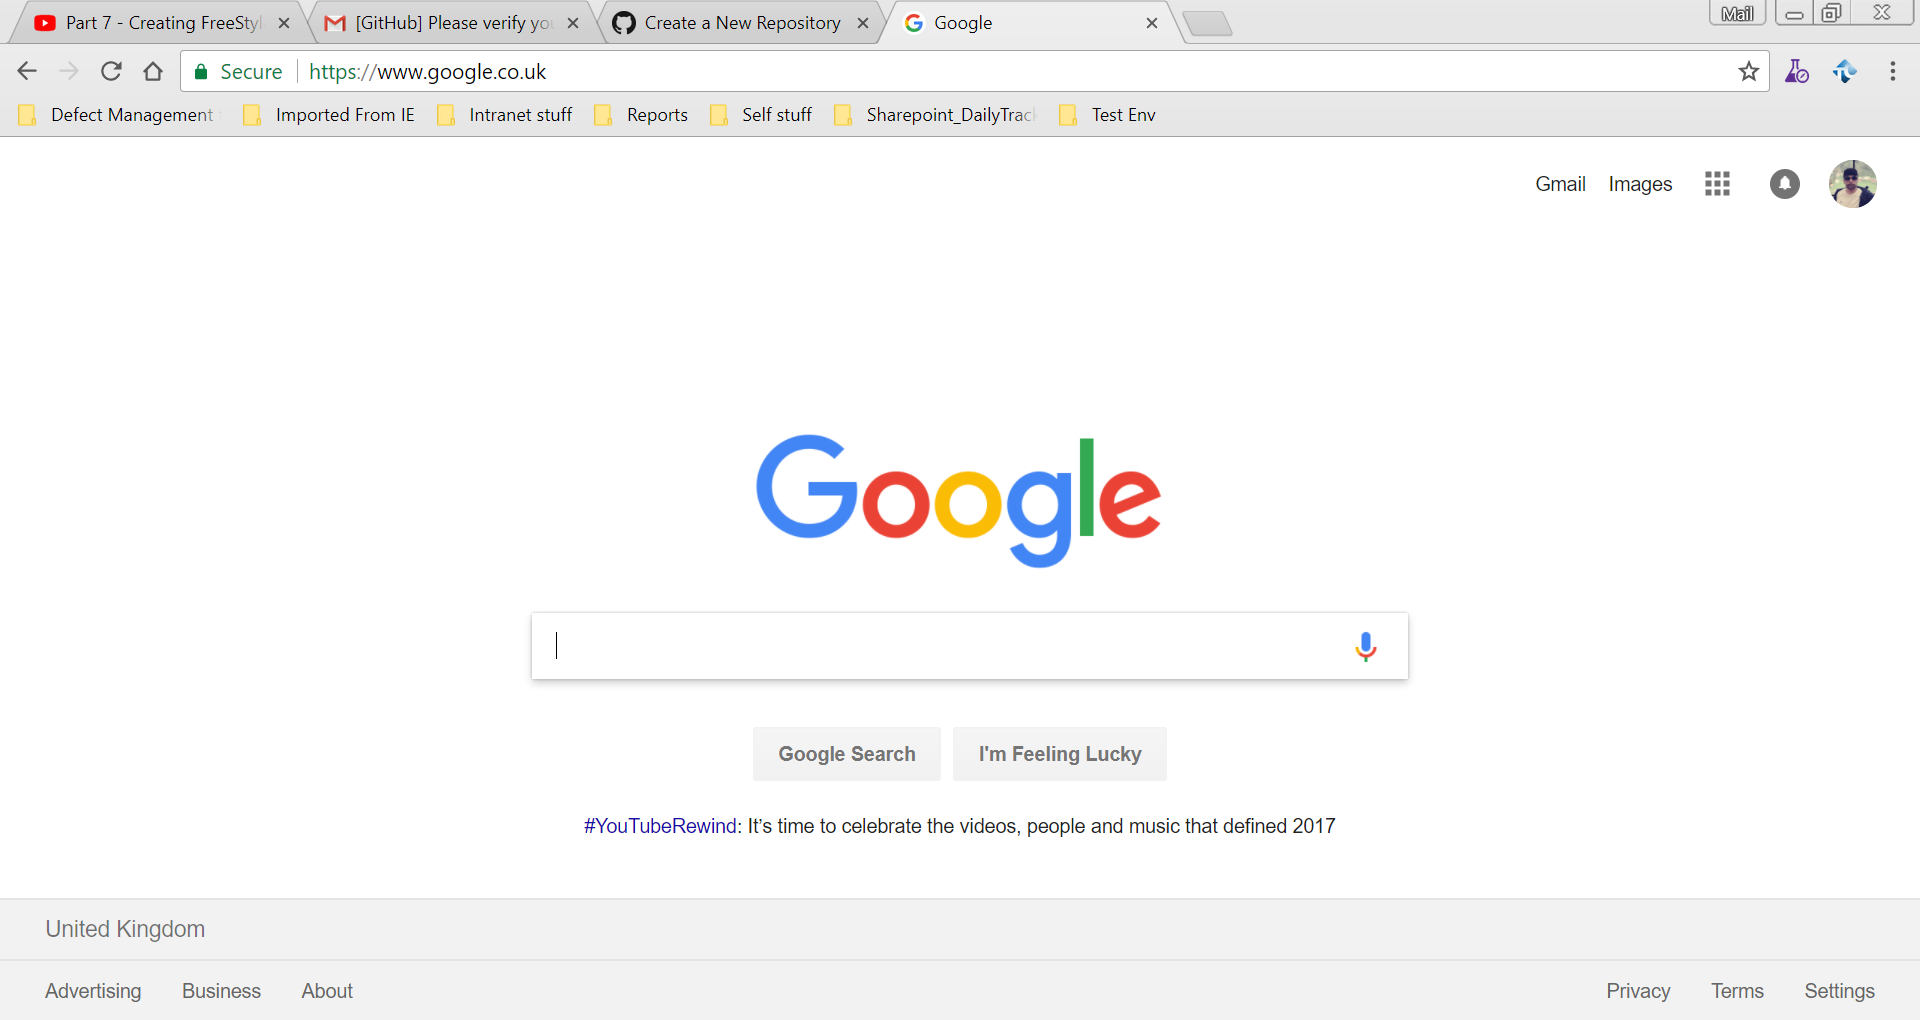 Part 7 - Creating FreeStyl
[GitHub] Please verify you
Create a New Repository
Google
Mail
Secure
https://www.google.co.uk
Defect Management
Imported From IE
Intranet stuff
Reports
Self stuff
Sharepoint_DailyTrac
Test Env
Gmail
Images
Google
Google Search
I'm Feeling Lucky
#YouTubeRewind: It's time to celebrate the videos, people and music that defined 2017
United Kingdom
Advertising
Business
About
Privacy
Terms
Settings